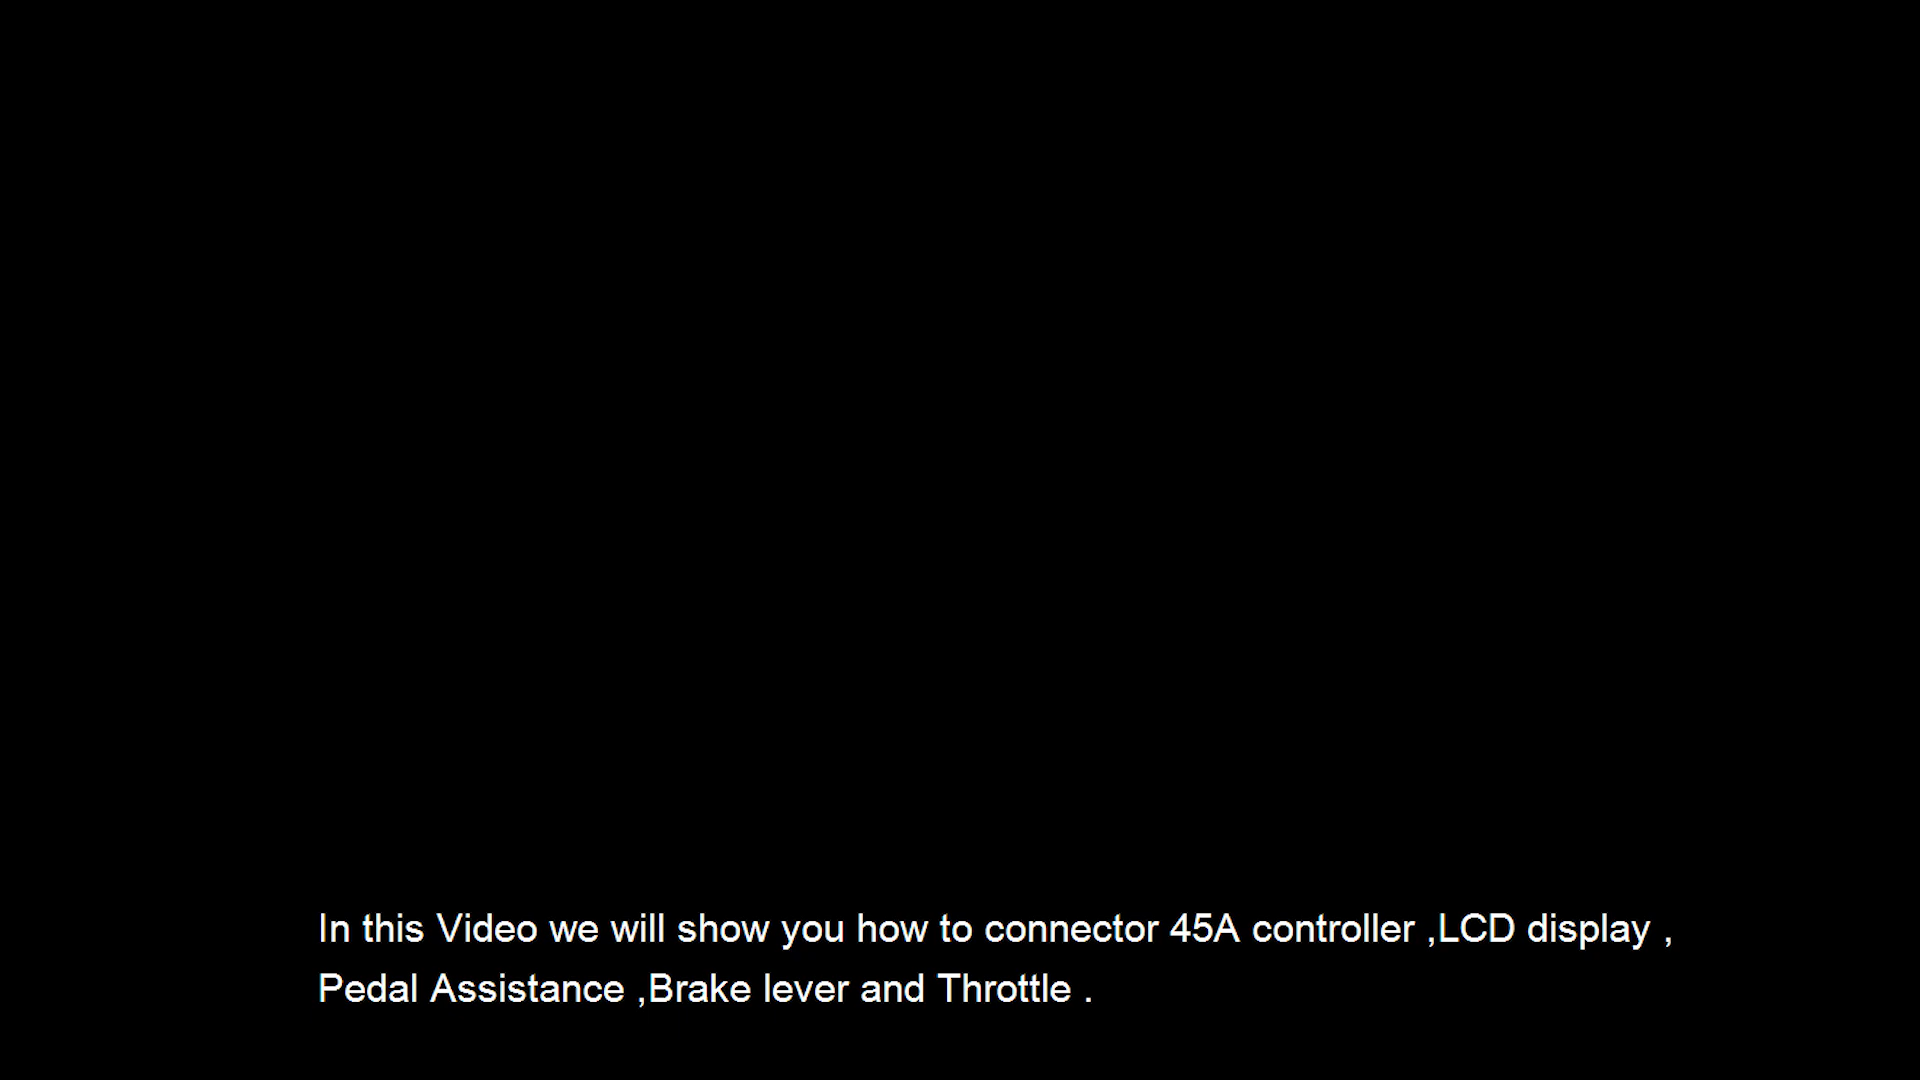 In this Video we will show you how to connector 45A controller ,LCD display ,
Pedal Assistance ,Brake lever and Throttle .